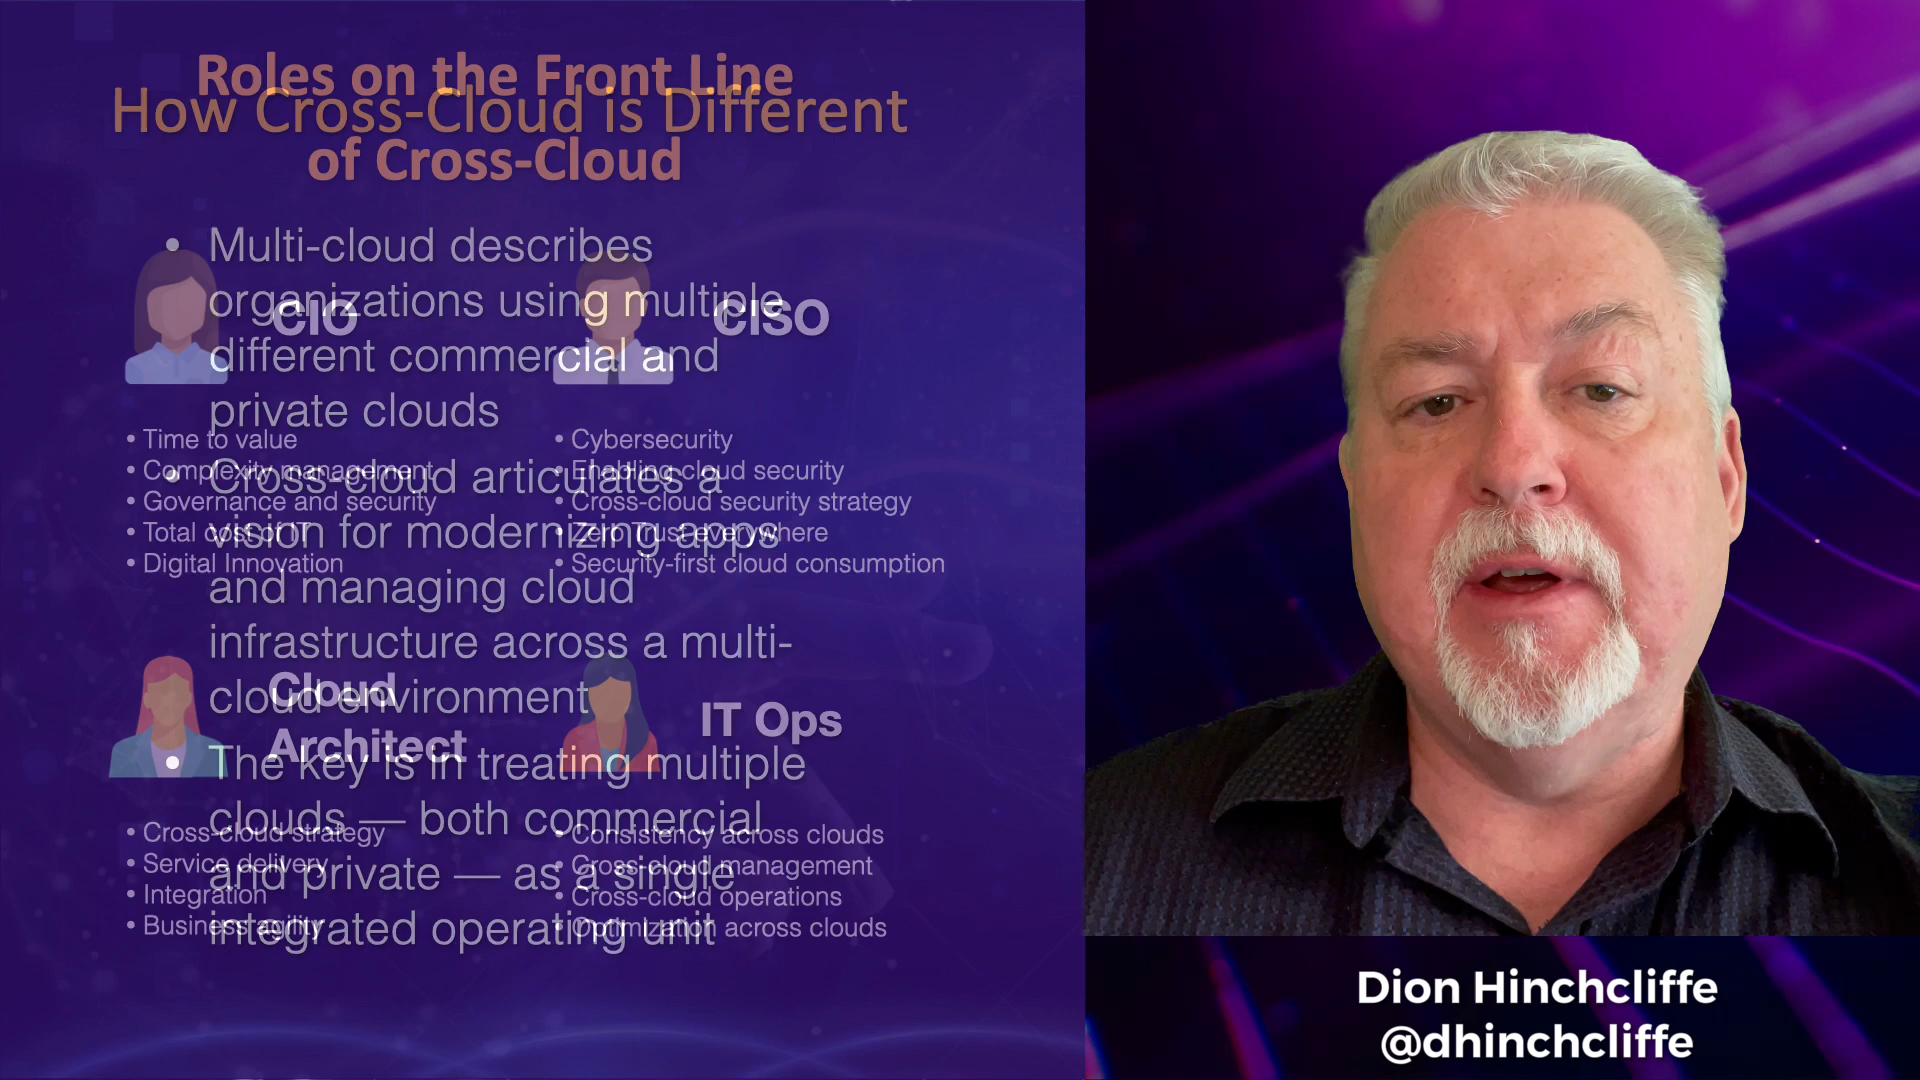 Roles on the Front Line
of Cross-Cloud
CIO
• Time to value
• Complexity management
• Governance and security
• Total cost of IT
• Digital Innovation
CISO
• Cybersecurity
• Enabling cloud security
• Cross-cloud security strategy
• Zero Trust everywhere
• Security-first cloud consumption
Cloud
Architect
• Cross-cloud strategy
• Service delivery
• Integration
• Business agility
IT Ops
• Consistency across clouds
• Cross-cloud management
• Cross-cloud operations
• Optimization across clouds
How Cross-Cloud is Different
• Multi-cloud describes
organizations using multiple
different commercial and
private clouds
• Cross-cloud articulates a
vision for modernizing apps
and managing cloud
infrastructure across a multi-
cloud environment
• The key is in treating multiple
clouds — both commercial
and private — as a single
integrated operating unit
Dion Hinchcliffe
@dhinchcliffe